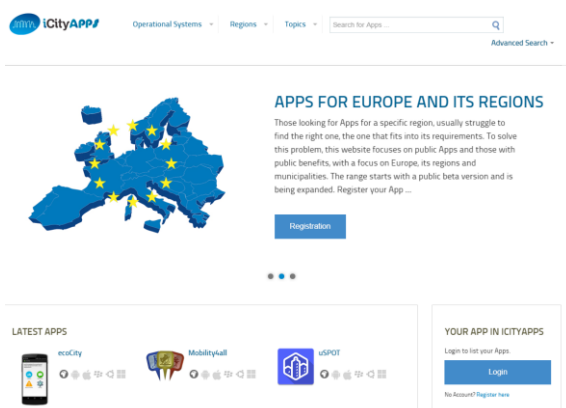 iCityAPPS
Operational Systems
Regions
Topics
Search for Apps ...
Advanced Search
APPS FOR EUROPE AND ITS REGIONS
Those looking for Apps for a specific region, usually struggle to
find the right one, the one that fits into its requirements. To solve
this problem, this website focuses on public Apps and those with
public benefits, with a focus on Europe, its regions and
municipalities. The range starts with a public beta version and is
being expanded. Register your App ...
Registration
LATEST APPS
ecoCity
Mobility4all
uSPOT
YOUR APP IN ICITYAPPS
Login to list your Apps
Login
No Account? Register here